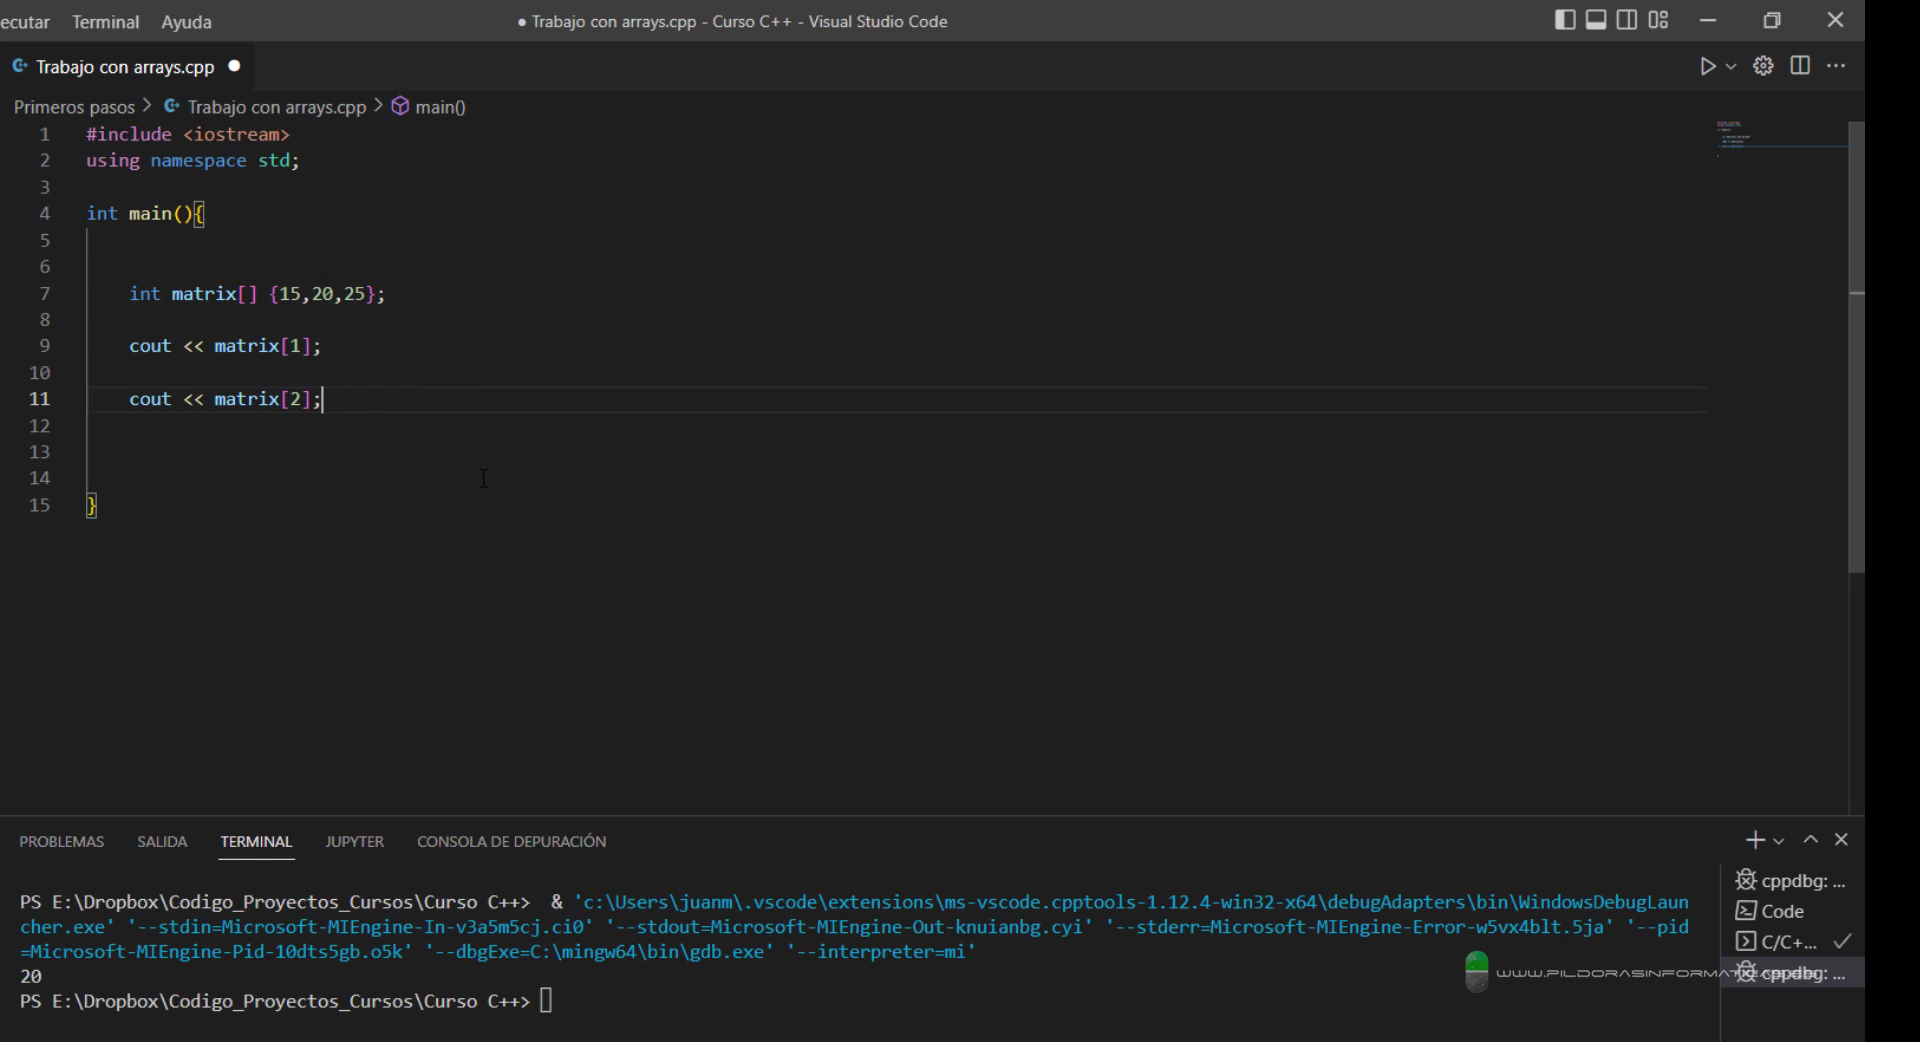 ecutar Terminal Ayuda
● Trabajo con arrays.cpp - Curso C++ - Visual Studio Code
Trabajo con arrays.cpp
Primeros pasos > Trabajo con arrays.cpp > main()
1 #include <iostream>
2 using namespace std;
3
4 int main(){
5
6
7 int matrix[] {15,20,25};
8
9 cout << matrix[1];
10
11 cout << matrix[2];
12
13
14
15 }
PROBLEMAS SALIDA TERMINAL JUPYTER CONSOLA DE DEPURACIÓN
PS E:\Dropbox\Codigo_Proyectos_Cursos\Curso C++>  & 'c:\Users\juanm\.vscode\extensions\ms-vscode.cpptools-1.12.4-win32-x64\debugAdapters\bin\WindowsDebugLaun
cher.exe' '--stdin=Microsoft-MIEngine-In-v3a5m5cj.ci0' '--stdout=Microsoft-MIEngine-Out-knuianbg.cyi' '--stderr=Microsoft-MIEngine-Error-w5vx4blt.5ja' '--pid
=Microsoft-MIEngine-Pid-10dts5gb.o5k' '--dbgExe=C:\mingw64\bin\gdb.exe' '--interpreter=mi'
20
PS E:\Dropbox\Codigo_Proyectos_Cursos\Curso C++>
cppdbg: ...
Code
C/C+...
cppdbg: ...